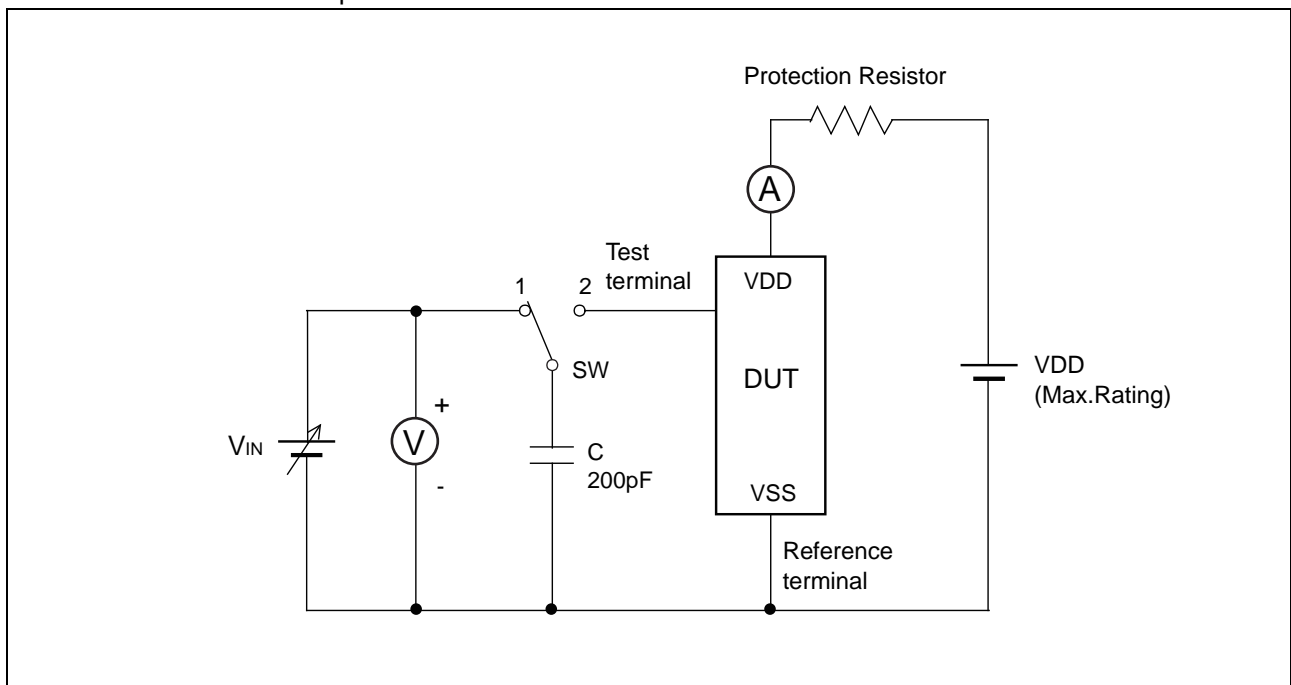 Protection Resistor
A
Test
terminal
1
2
VDD
SW
DUT
VDD
(Max.Rating)
VIN
+
V
-
C
200pF
VSS
Reference
terminal